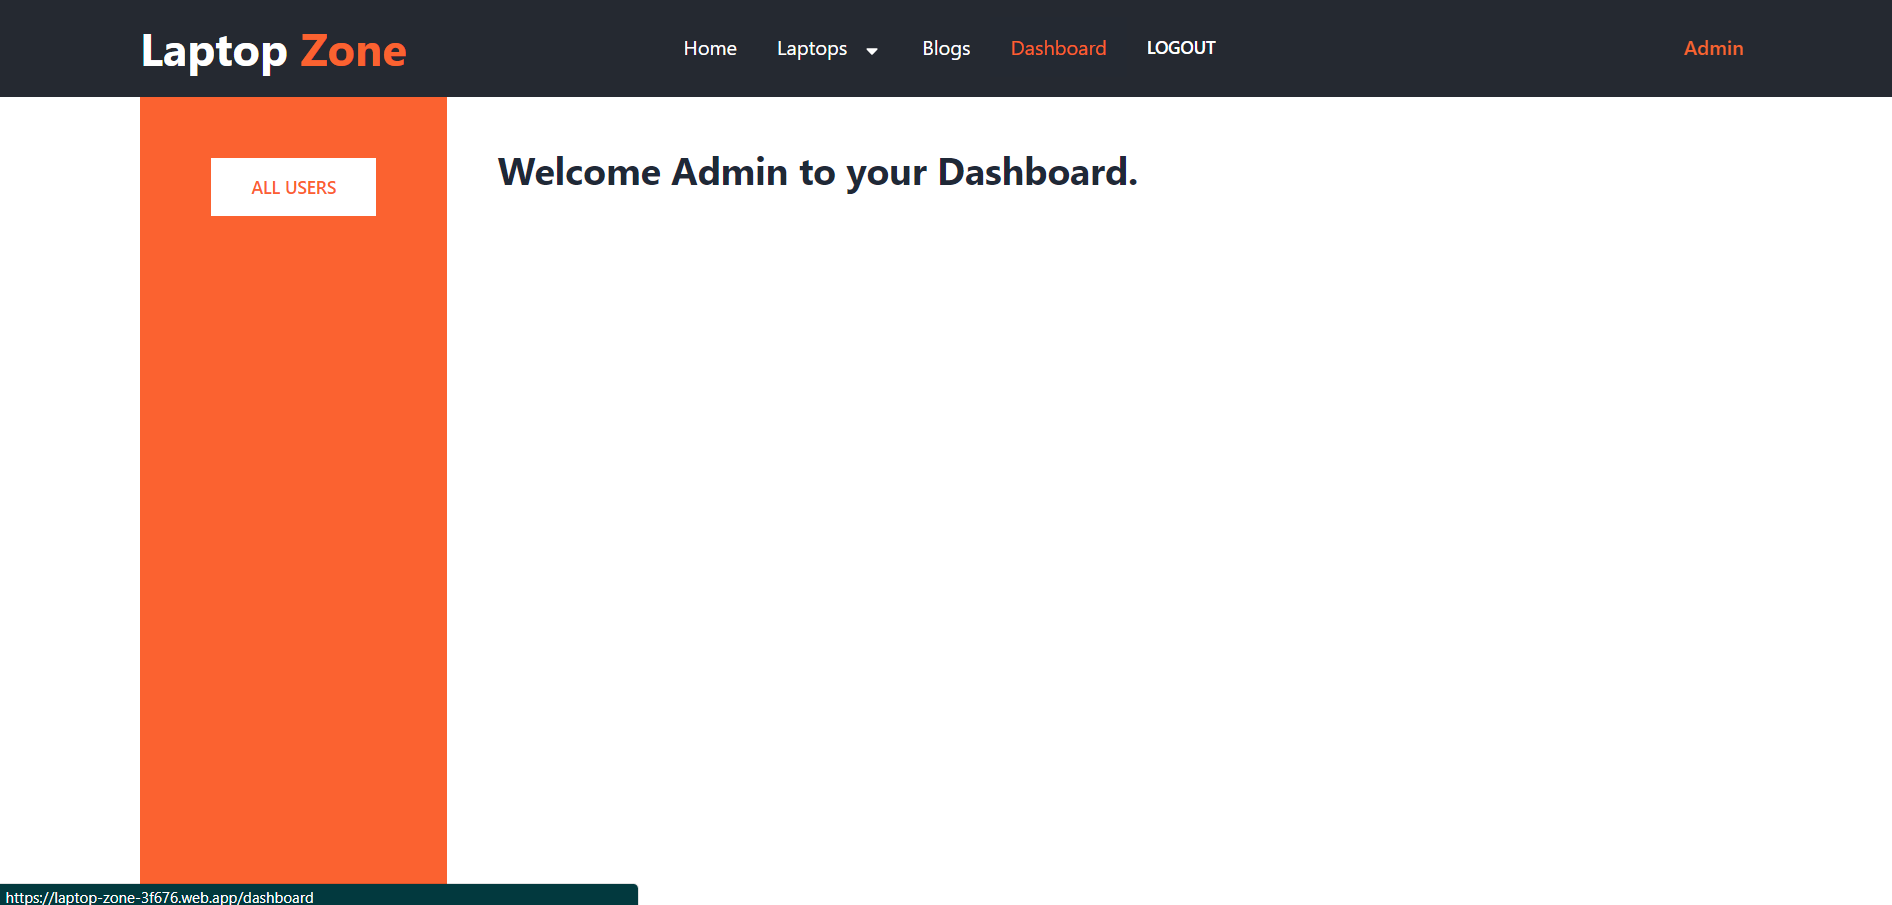 Laptop Zone
Home Laptops Blogs Dashboard LOGOUT
Admin
ALL USERS
Welcome Admin to your Dashboard.
https://laptop-zone-3f676.web.app/dashboard